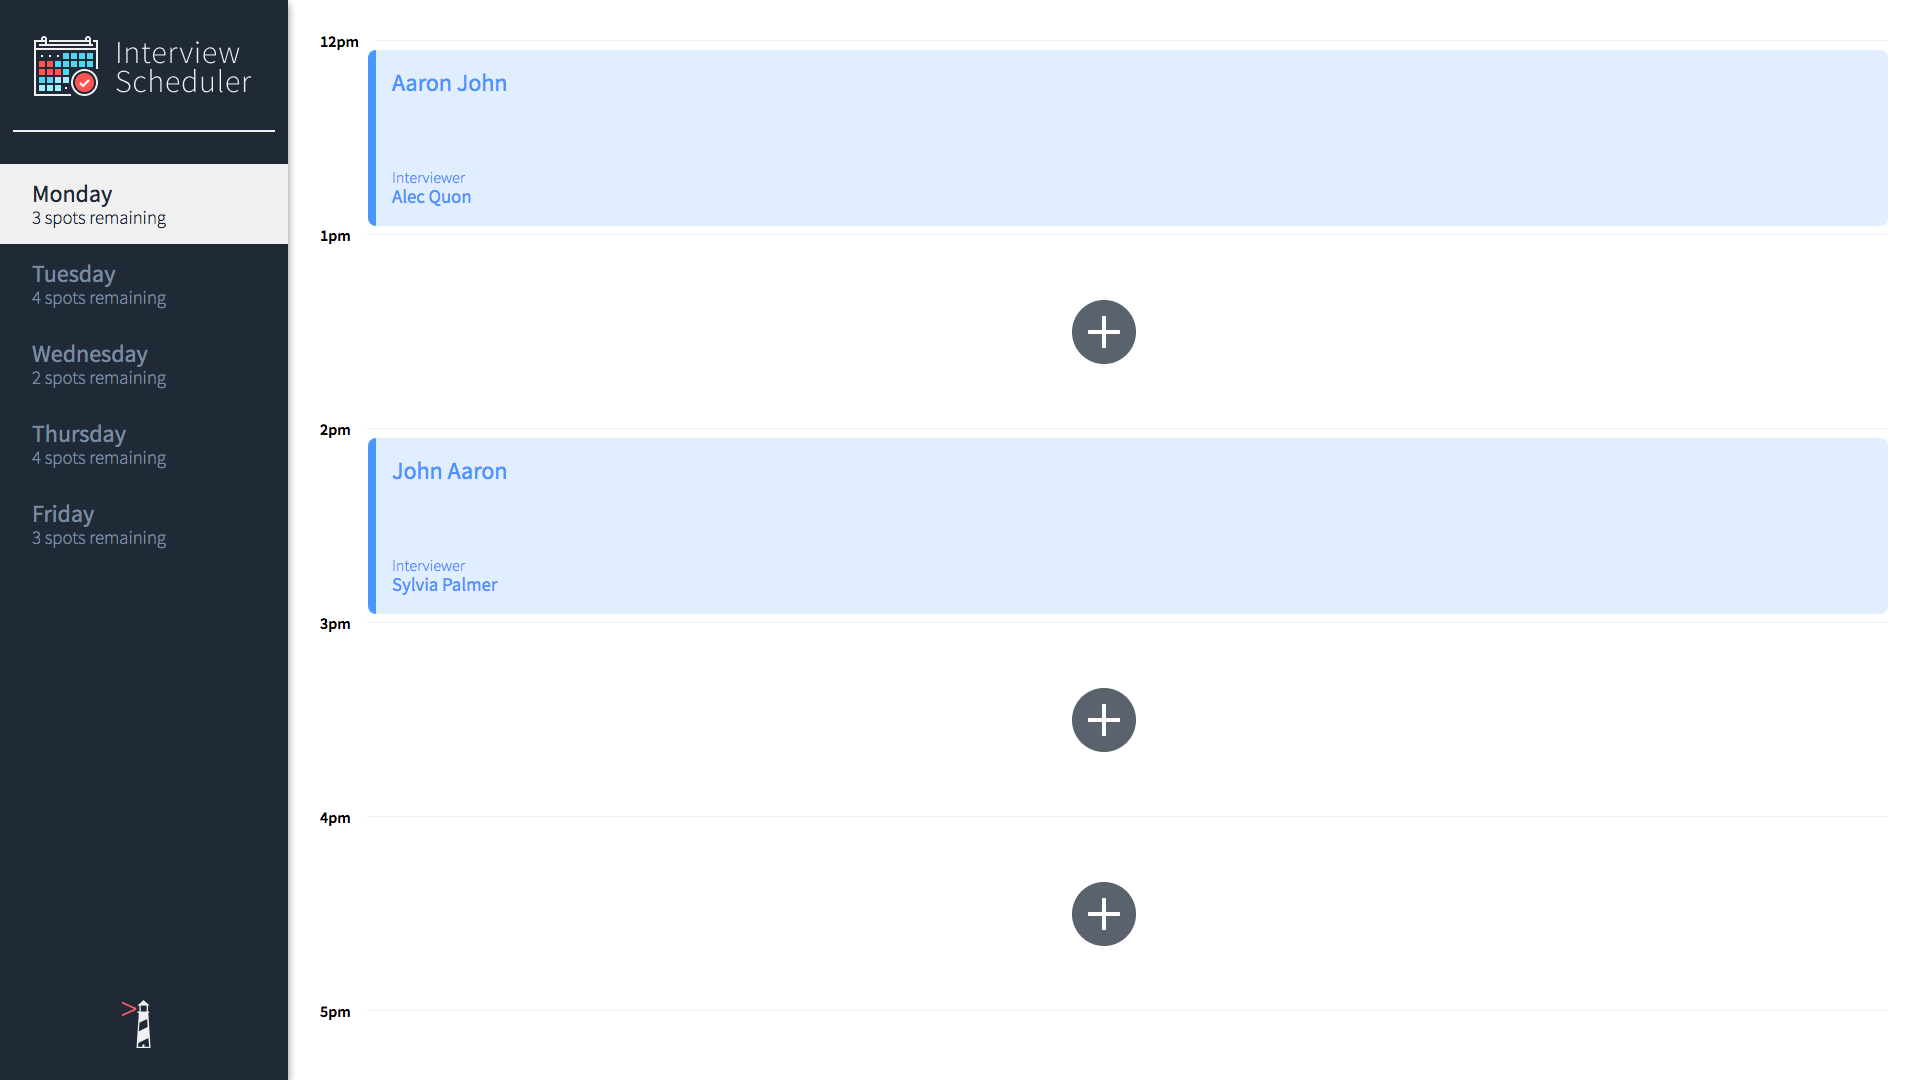 Interview
Scheduler
Monday
3 spots remaining
Tuesday
4 spots remaining
Wednesday
2 spots remaining
Thursday
4 spots remaining
Friday
3 spots remaining
12pm
Aaron John
Interviewer
Alec Quon
1pm
2pm
John Aaron
Interviewer
Sylvia Palmer
3pm
4pm
5pm